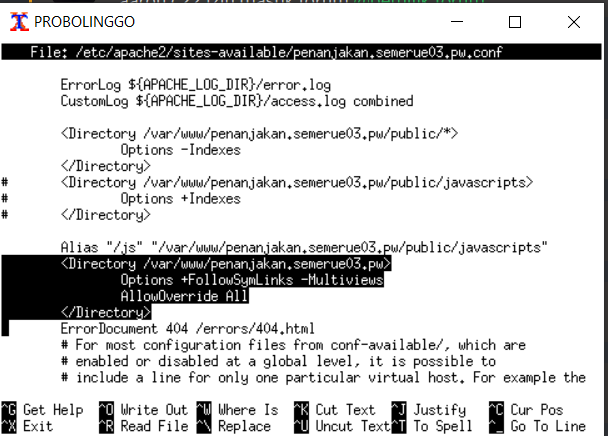 PROBOLINGGO
File: /etc/apache2/sites-available/penanjakan.semerue03.pw.conf
ErrorLog ${APACHE_LOG_DIR}/error.log
CustomLog ${APACHE_LOG_DIR}/access.log combined
<Directory /var/www/penanjakan.semerue03.pw/public/*>
Options -Indexes
</Directory>
# <Directory /var/www/penanjakan.semerue03.pw/public/javascripts>
# Options +Indexes
# </Directory>
Alias "/js" "/var/www/penanjakan.semerue03.pw/public/javascripts"
<Directory /var/www/penanjakan.semerue03.pw>
Options +FollowSymLinks -Multiviews
AllowOverride All
</Directory>
ErrorDocument 404 /errors/404.html
# For most configuration files from conf-available/, which are
# enabled or disabled at a global level, it is possible to
# include a line for only one particular virtual host. For example the
^G Get Help ^O Write Out ^W Where Is ^K Cut Text ^J Justify ^C Cur Pos
^X Exit ^R Read File ^\ Replace ^U Uncut Text ^T To Spell ^_ Go To Line